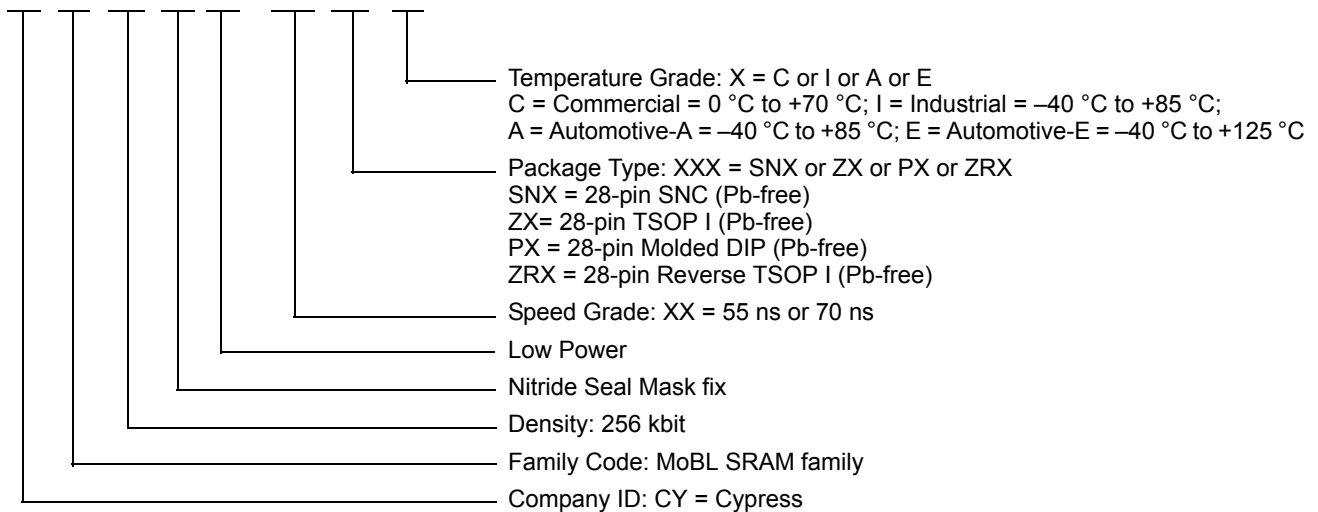 Temperature Grade: X = C or I or A or E
C = Commercial = 0 °C to +70 °C; I = Industrial = –40 °C to +85 °C;
A = Automotive-A = –40 °C to +85 °C; E = Automotive-E = –40 °C to +125 °C
Package Type: XXX = SNX or ZX or PX or ZRX
SNX = 28-pin SNC (Pb-free)
ZX= 28-pin TSOP I (Pb-free)
PX = 28-pin Molded DIP (Pb-free)
ZRX = 28-pin Reverse TSOP I (Pb-free)
Speed Grade: XX = 55 ns or 70 ns
Low Power
Nitride Seal Mask fix
Density: 256 kbit
Family Code: MoBL SRAM family
Company ID: CY = Cypress